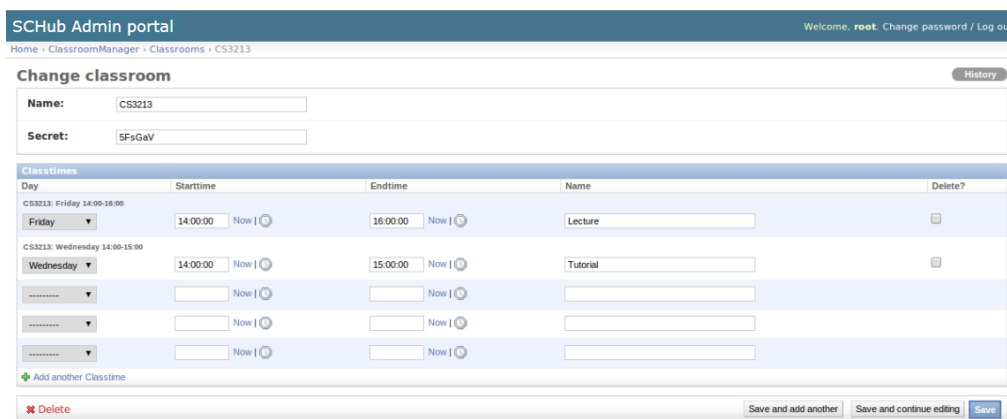 SCHub Admin portal
Welcome, root. Change password / Log ou
Home › ClassroomManager › Classrooms › CS3213
Change classroom
History
Name: CS3213
Secret: 5FsGaV
Classtimes
Day Starttime Endtime Name Delete?
CS3213: Friday 14:00-16:00
Friday 14:00:00 Now | 16:00:00 Now | Lecture
CS3213: Wednesday 14:00-15:00
Wednesday 14:00:00 Now | 15:00:00 Now | Tutorial
--------- Now | Now |
--------- Now | Now |
--------- Now | Now |
Add another Classtime
Delete Save and add another Save and continue editing Save